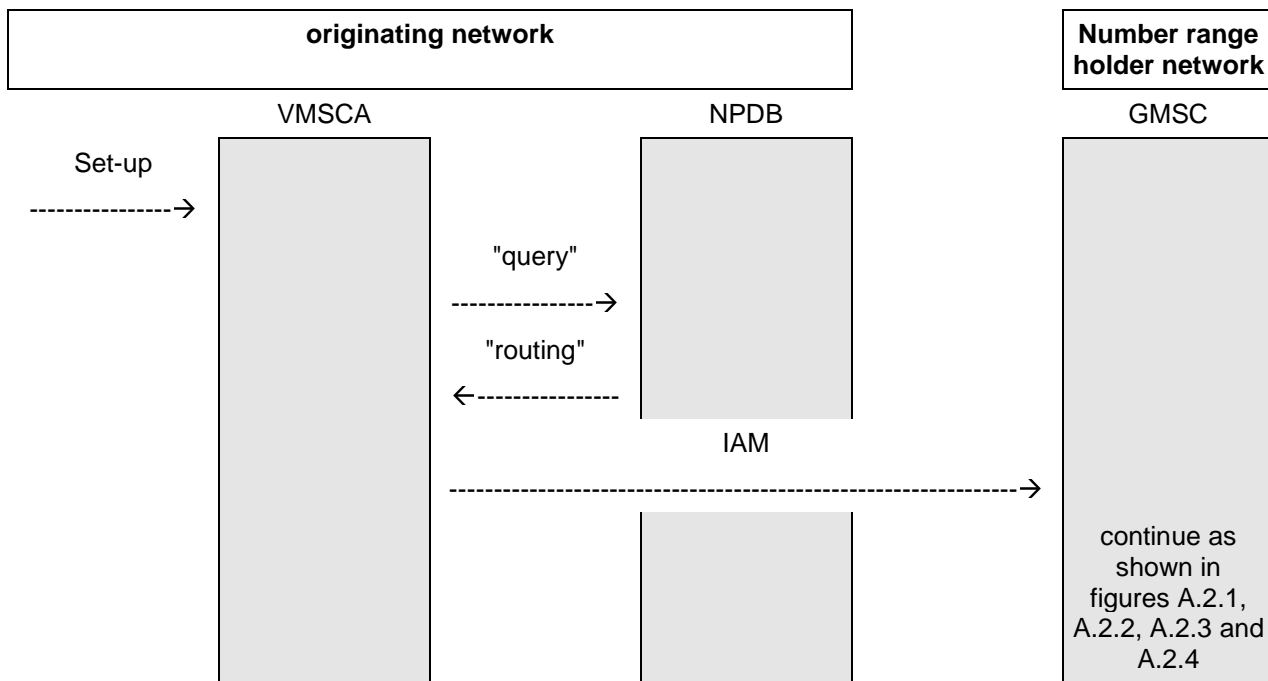 originating network
Number range
holder network
VMSCA
NPDB
GMSC
Set-up
"query"
"routing"
IAM
continue as
shown in
figures A.2.1,
A.2.2, A.2.3 and
A.2.4